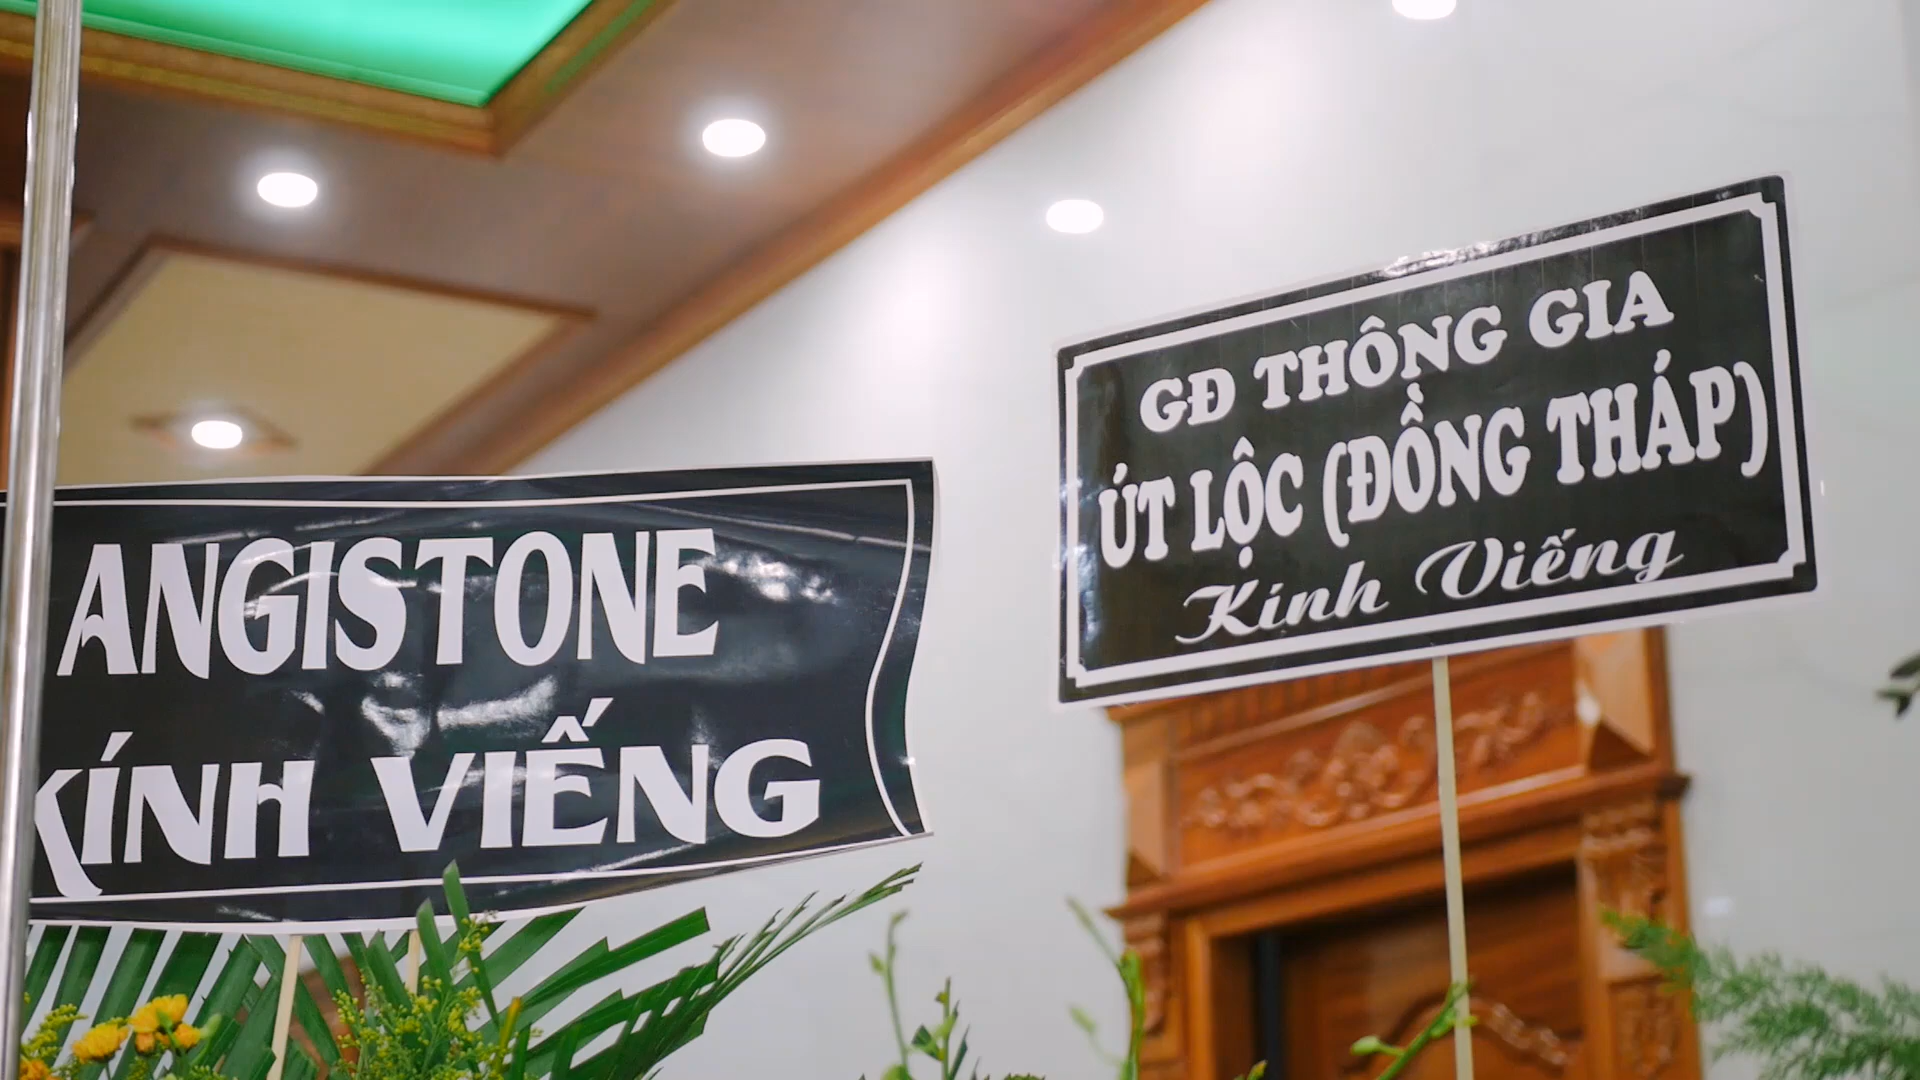 ANGISTONE
KÍNH VIẾNG
GĐ THÔNG GIA
ÚT LỘC (ĐỒNG THÁP)
Kính Viếng